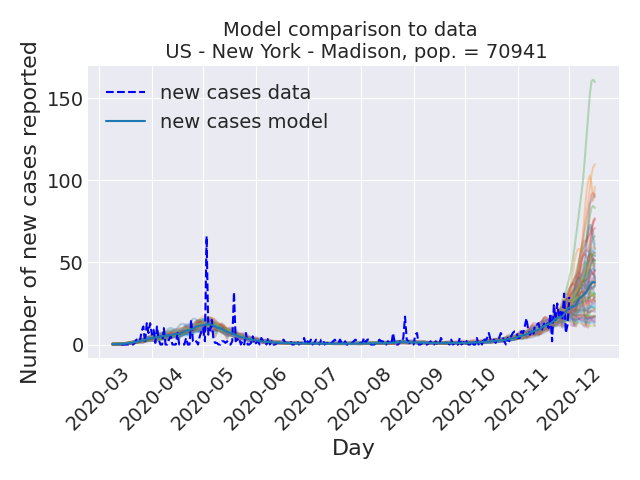 Model comparison to data
US - New York - Madison, pop. = 70941
Number of new cases reported
new cases data
new cases model
150
100
50
0
2020-03
2020-04
2020-05
2020-06
2020-07
2020-08
2020-09
2020-10
2020-11
2020-12
Day